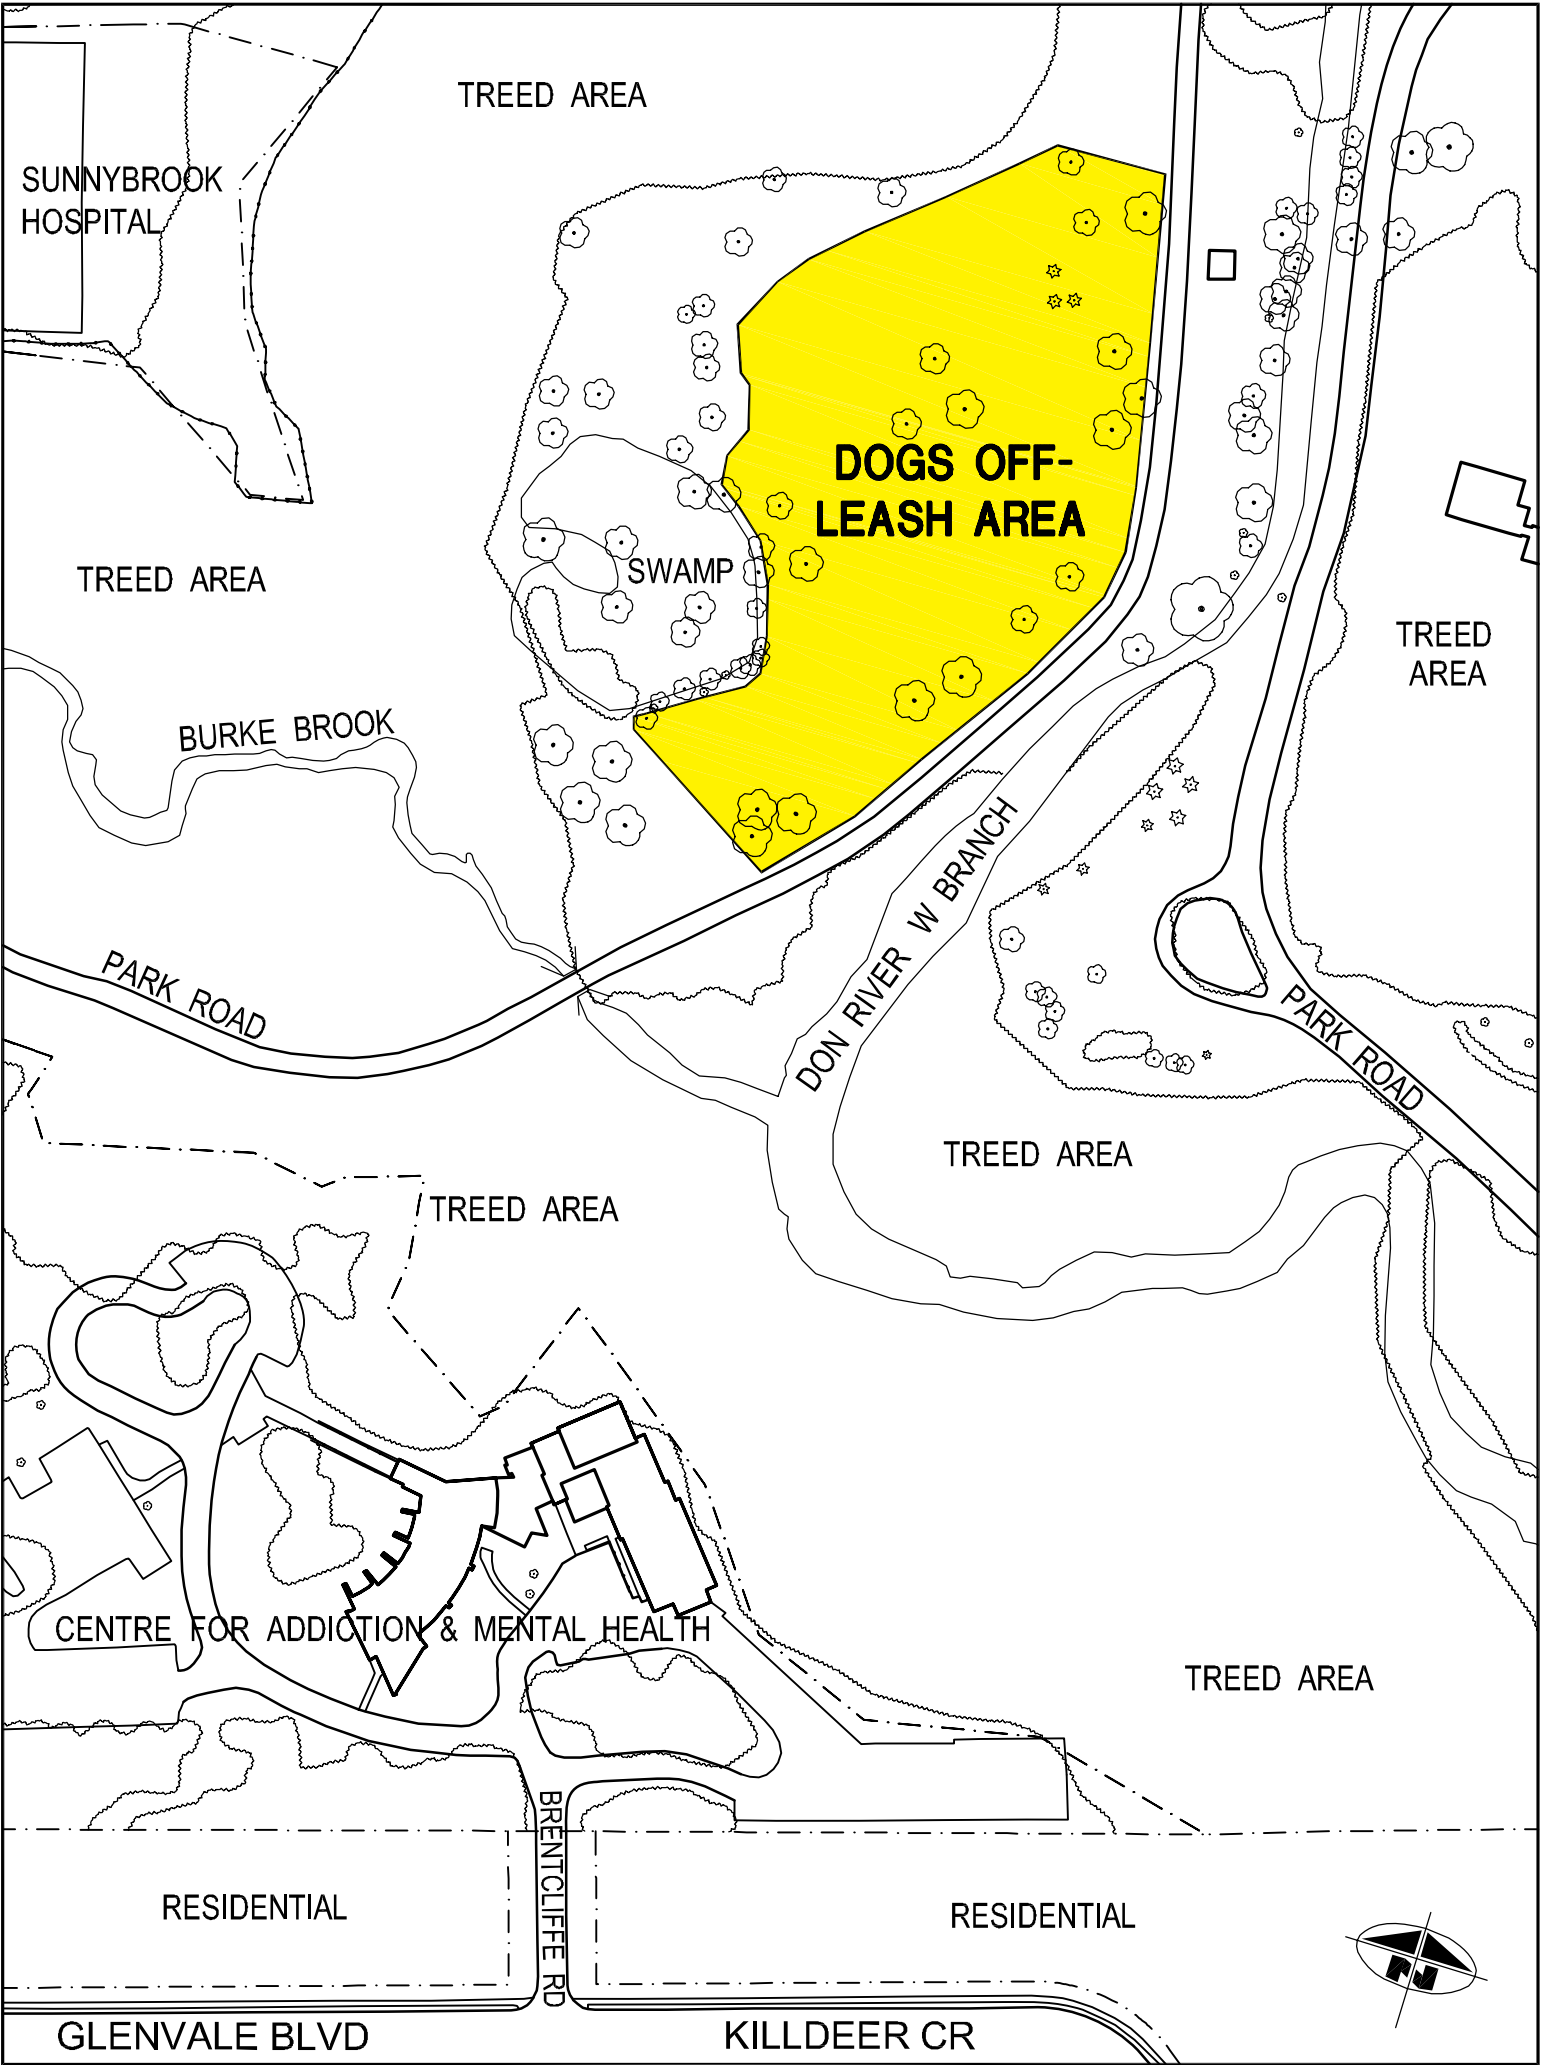 TREED AREA
SUNNYBROOK
HOSPITAL
DOGS OFF-
LEASH AREA
SWAMP
TREED AREA
TREED
AREA
BURKE BROOK
DON RIVER W BRANCH
PARK ROAD
PARK ROAD
TREED AREA
TREED AREA
CENTRE FOR ADDICTION & MENTAL HEALTH
TREED AREA
BRENTCLIFFE RD
RESIDENTIAL
RESIDENTIAL
N
GLENVALE BLVD
KILLDEER CR